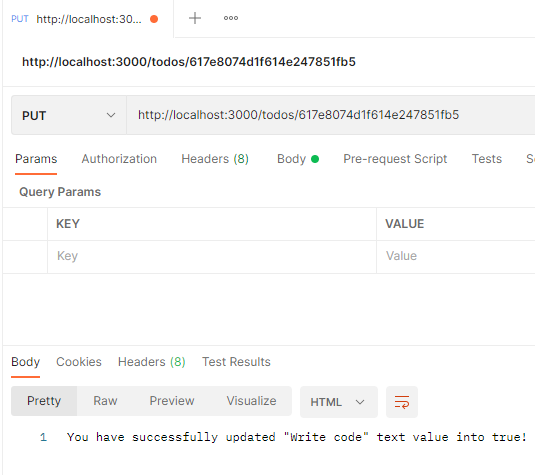 PUT http://localhost:3000/... + ooo
http://localhost:3000/todos/617e8074d1f614e247851fb5
PUT http://localhost:3000/todos/617e8074d1f614e247851fb5
Params Authorization Headers (8) Body Pre-request Script Tests S
Query Params
KEY VALUE
Key Value
Body Cookies Headers (8) Test Results
Pretty Raw Preview Visualize HTML
1 You have successfully updated "Write code" text value into true!